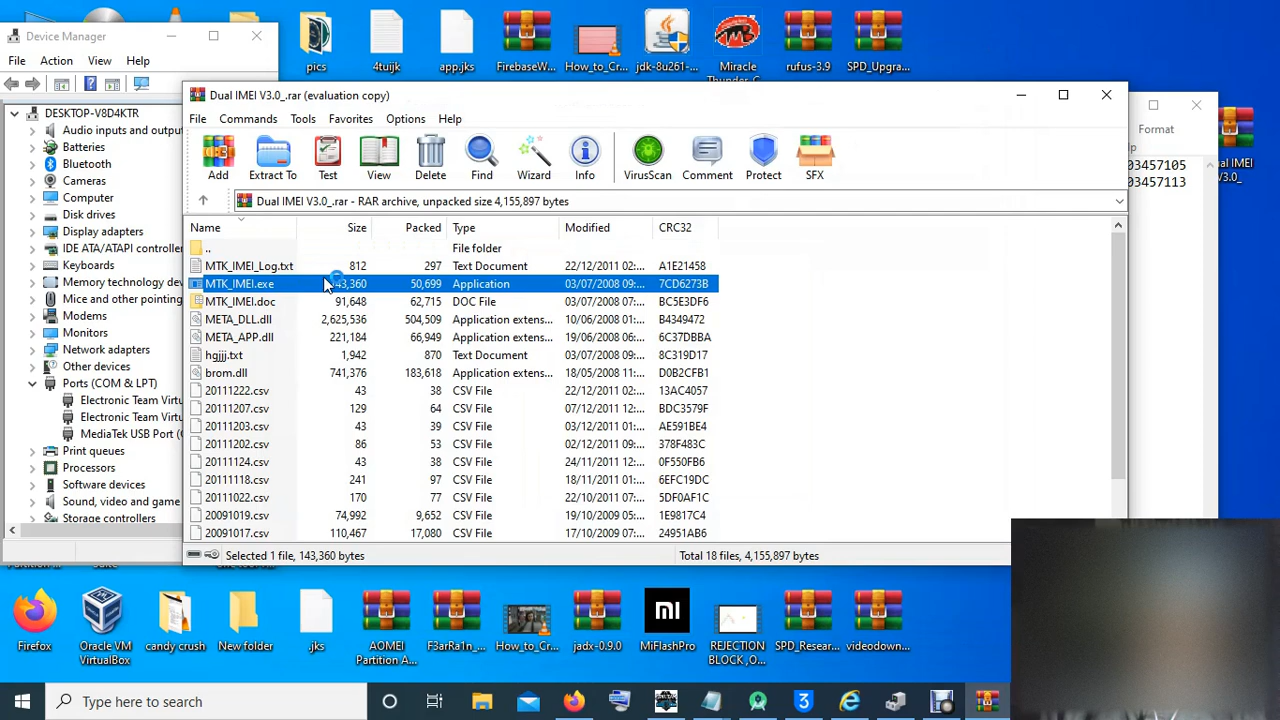 Device Manager
File Action View Help
DESKTOP-V8D4KTR
Audio inputs and outpu
Batteries
Bluetooth
Cameras
Computer
Disk drives
Display adapters
IDE ATA/ATAPI controlle
Keyboards
Memory technology dev
Mice and other pointing
Modems
Monitors
Network adapters
Other devices
Ports (COM & LPT)
Electronic Team Virtu
Electronic Team Virtu
MediaTek USB Port (
Print queues
Processors
Software devices
Sound, video and game
Storage controllers
pics
4tuijk
app.jks
FirebaseW...
How_to_Cr...
jdk-8u261-...
Miracle
Thunder
rufus-3.9
SPD_Upgra...
Dual IMEI V3.0_.rar (evaluation copy)
File Commands Tools Favorites Options Help
Add Extract To Test View Delete Find Wizard Info VirusScan Comment Protect SFX
Dual IMEI V3.0_.rar - RAR archive, unpacked size 4,155,897 bytes
Name Size Packed Type Modified CRC32
.. File folder
MTK_IMEI_Log.txt 812 297 Text Document 22/12/2011 02:... A1E21458
MTK_IMEI.exe 43,360 50,699 Application 03/07/2008 09:... 7CD6273B
MTK_IMEI.doc 91,648 62,715 DOC File 03/07/2008 09:... BC5E3DF6
META_DLL.dll 2,625,536 504,509 Application extens... 10/06/2008 01:... B4349472
META_APP.dll 221,184 66,949 Application extens... 19/06/2008 06:... 6C37DBBA
hgjjj.txt 1,942 870 Text Document 03/07/2008 09:... 8C319D17
brom.dll 741,376 183,618 Application extens... 18/05/2008 11:... D0B2CFB1
20111222.csv 43 38 CSV File 22/12/2011 02:... 13AC4057
20111207.csv 129 64 CSV File 07/12/2011 12:... BDC3579F
20111203.csv 43 39 CSV File 03/12/2011 01:... AE591BE4
20111202.csv 86 53 CSV File 02/12/2011 09:... 378F483C
20111124.csv 43 38 CSV File 24/11/2011 12:... 0F550FB6
20111118.csv 241 97 CSV File 18/11/2011 01:... 6EFC19DC
20111022.csv 170 77 CSV File 22/10/2011 07:... 5DF0AF1C
20091019.csv 74,992 9,652 CSV File 19/10/2009 05:... 1E9817C4
20091017.csv 110,467 17,080 CSV File 17/10/2009 07:... 24951AB6
Selected 1 file, 143,360 bytes
Total 18 files, 4,155,897 bytes
Format
lp
03457105
03457113
ual IMEI
V3.0_
Firefox
Oracle VM
VirtualBox
candy crush
New folder
.jks
AOMEI
Partition A...
F3arRa1n_...
How_to_Cr...
jadx-0.9.0
MI
MiFlashPro
REJECTION
BLOCK ,O...
SPD_Resear...
videodown...
Type here to search
3